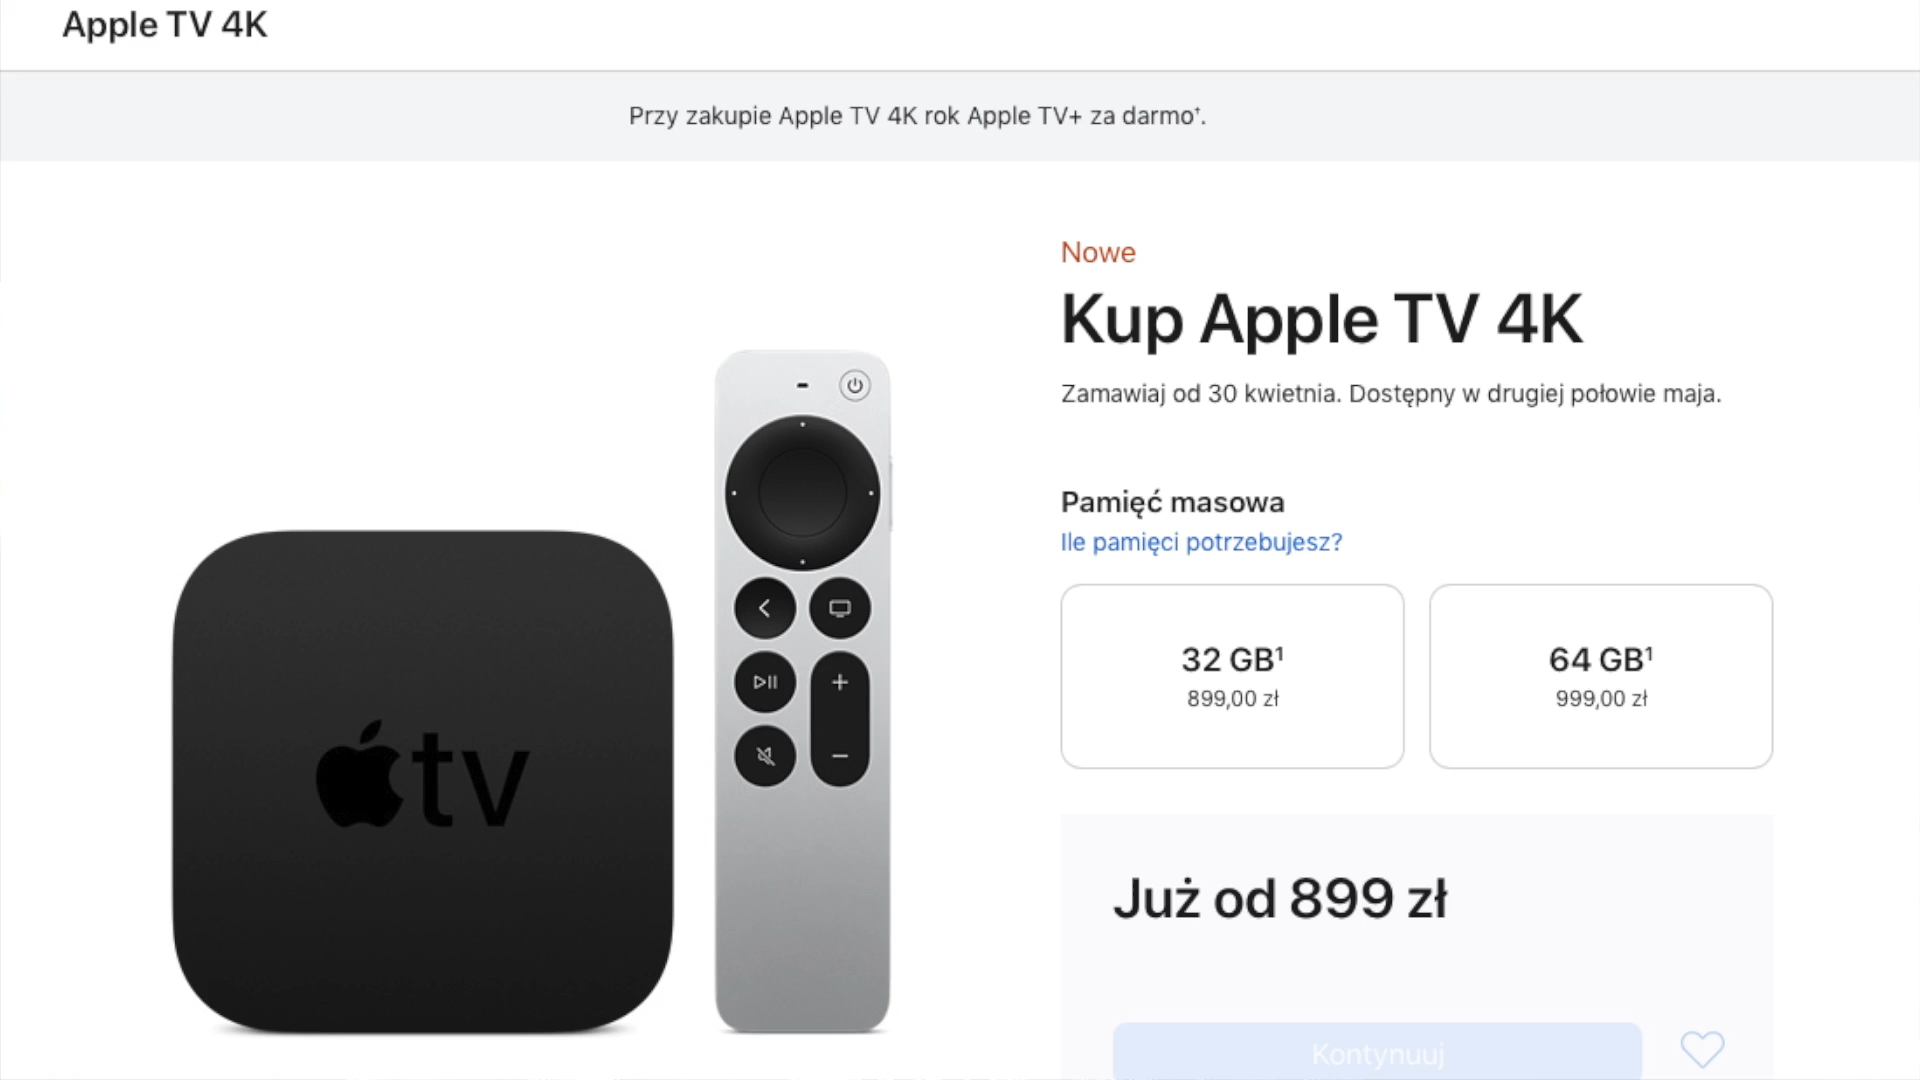 Apple TV 4K
Przy zakupie Apple TV 4K rok Apple TV+ za darmo⁺.
Nowe
Kup Apple TV 4K
Zamawiaj od 30 kwietnia. Dostępny w drugiej połowie maja.
Pamięć masowa
Ile pamięci potrzebujesz?
32 GB¹
899,00 zł
64 GB¹
999,00 zł
tv
Już od 899 zł
Kontynuuj